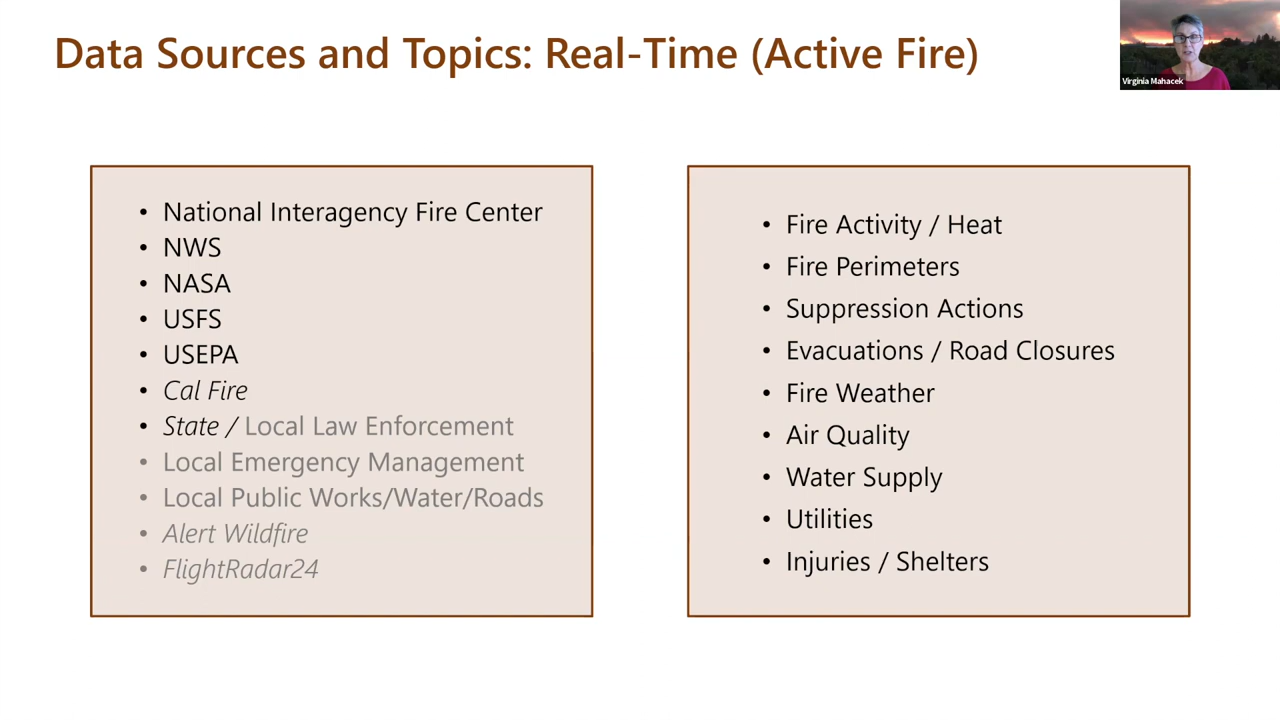 Data Sources and Topics: Real-Time (Active Fire)
Virginia Mahacek
• National Interagency Fire Center
• NWS
• NASA
• USFS
• USEPA
• Cal Fire
• State / Local Law Enforcement
• Local Emergency Management
• Local Public Works/Water/Roads
• Alert Wildfire
• FlightRadar24
• Fire Activity / Heat
• Fire Perimeters
• Suppression Actions
• Evacuations / Road Closures
• Fire Weather
• Air Quality
• Water Supply
• Utilities
• Injuries / Shelters